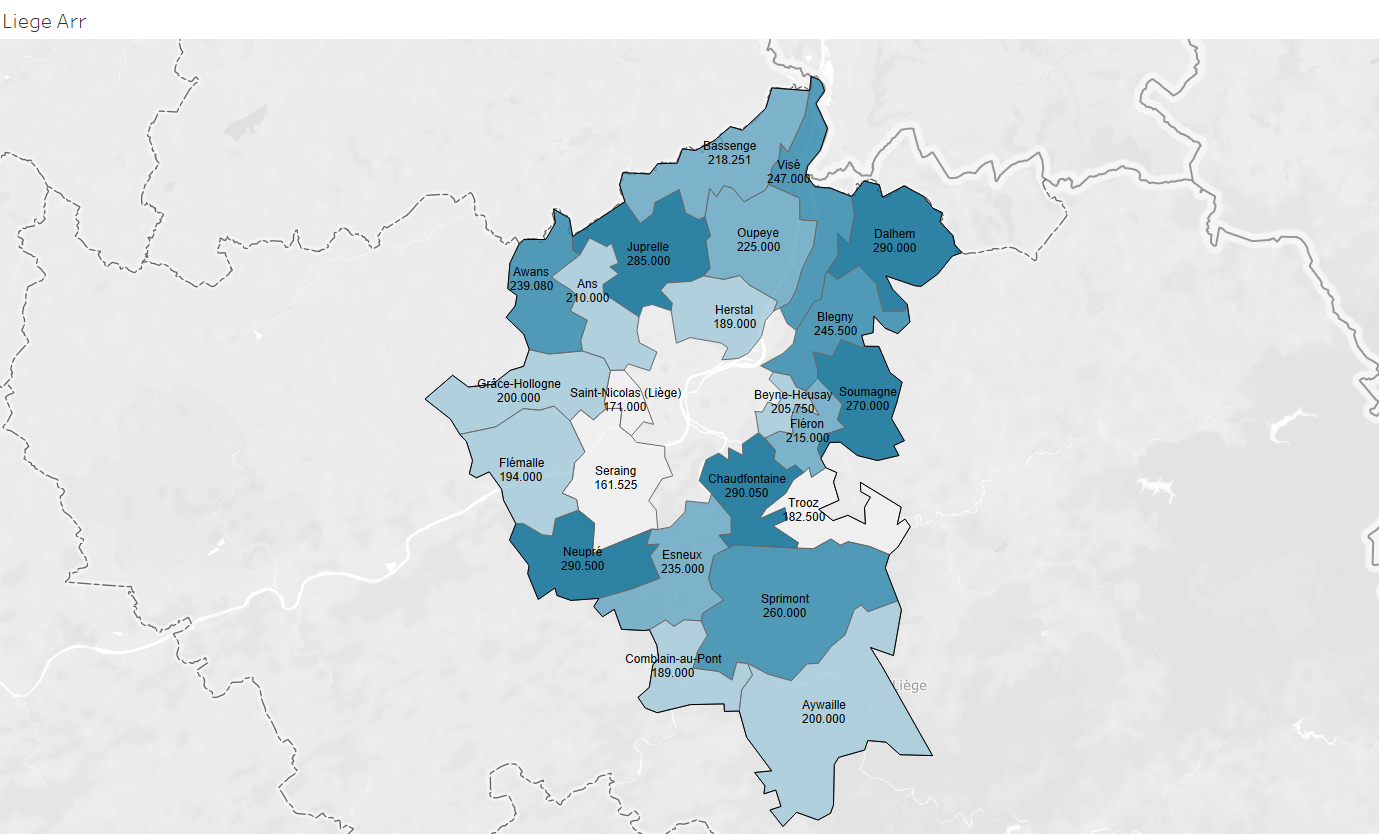 Liege Arr
Bassenge
218.251
Visé
247.000
Oupeye
225.000
Dalhem
290.000
Juprelle
285.000
Awans
239.080
Ans
210.000
Herstal
189.000
Blegny
245.500
Grâce-Hollogne
200.000
Saint-Nicolas (Liège)
171.000
Beyne-Heusay
205.750
Soumagne
270.000
Fléron
215.000
Flémalle
194.000
Seraing
161.525
Chaudfontaine
290.050
Trooz
182.500
Neupré
290.500
Esneux
235.000
Sprimont
260.000
Comblain-au-Pont
189.000
Liège
Aywaille
200.000